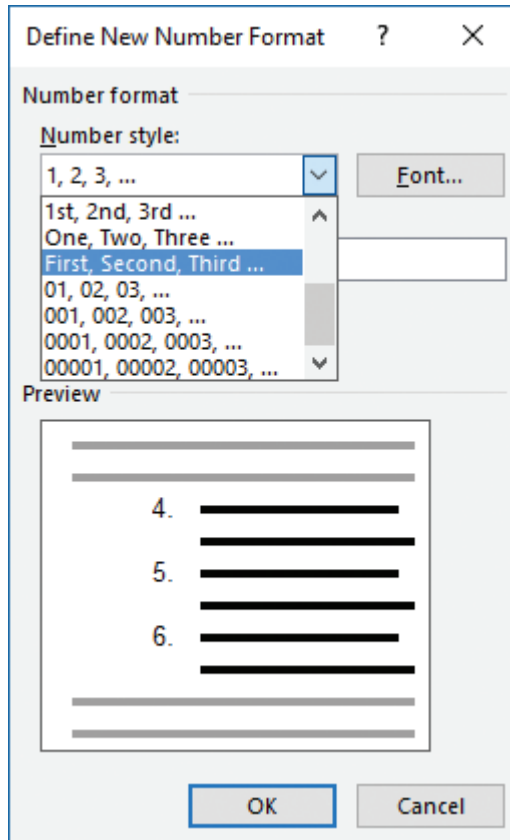 Define New Number Format ? ×
Number format
Number style:
1, 2, 3, ... Font...
1st, 2nd, 3rd ...
One, Two, Three ...
First, Second, Third ...
01, 02, 03, ...
001, 002, 003, ...
0001, 0002, 0003, ...
00001, 00002, 00003, ...
Preview
4.
5.
6.
OK Cancel